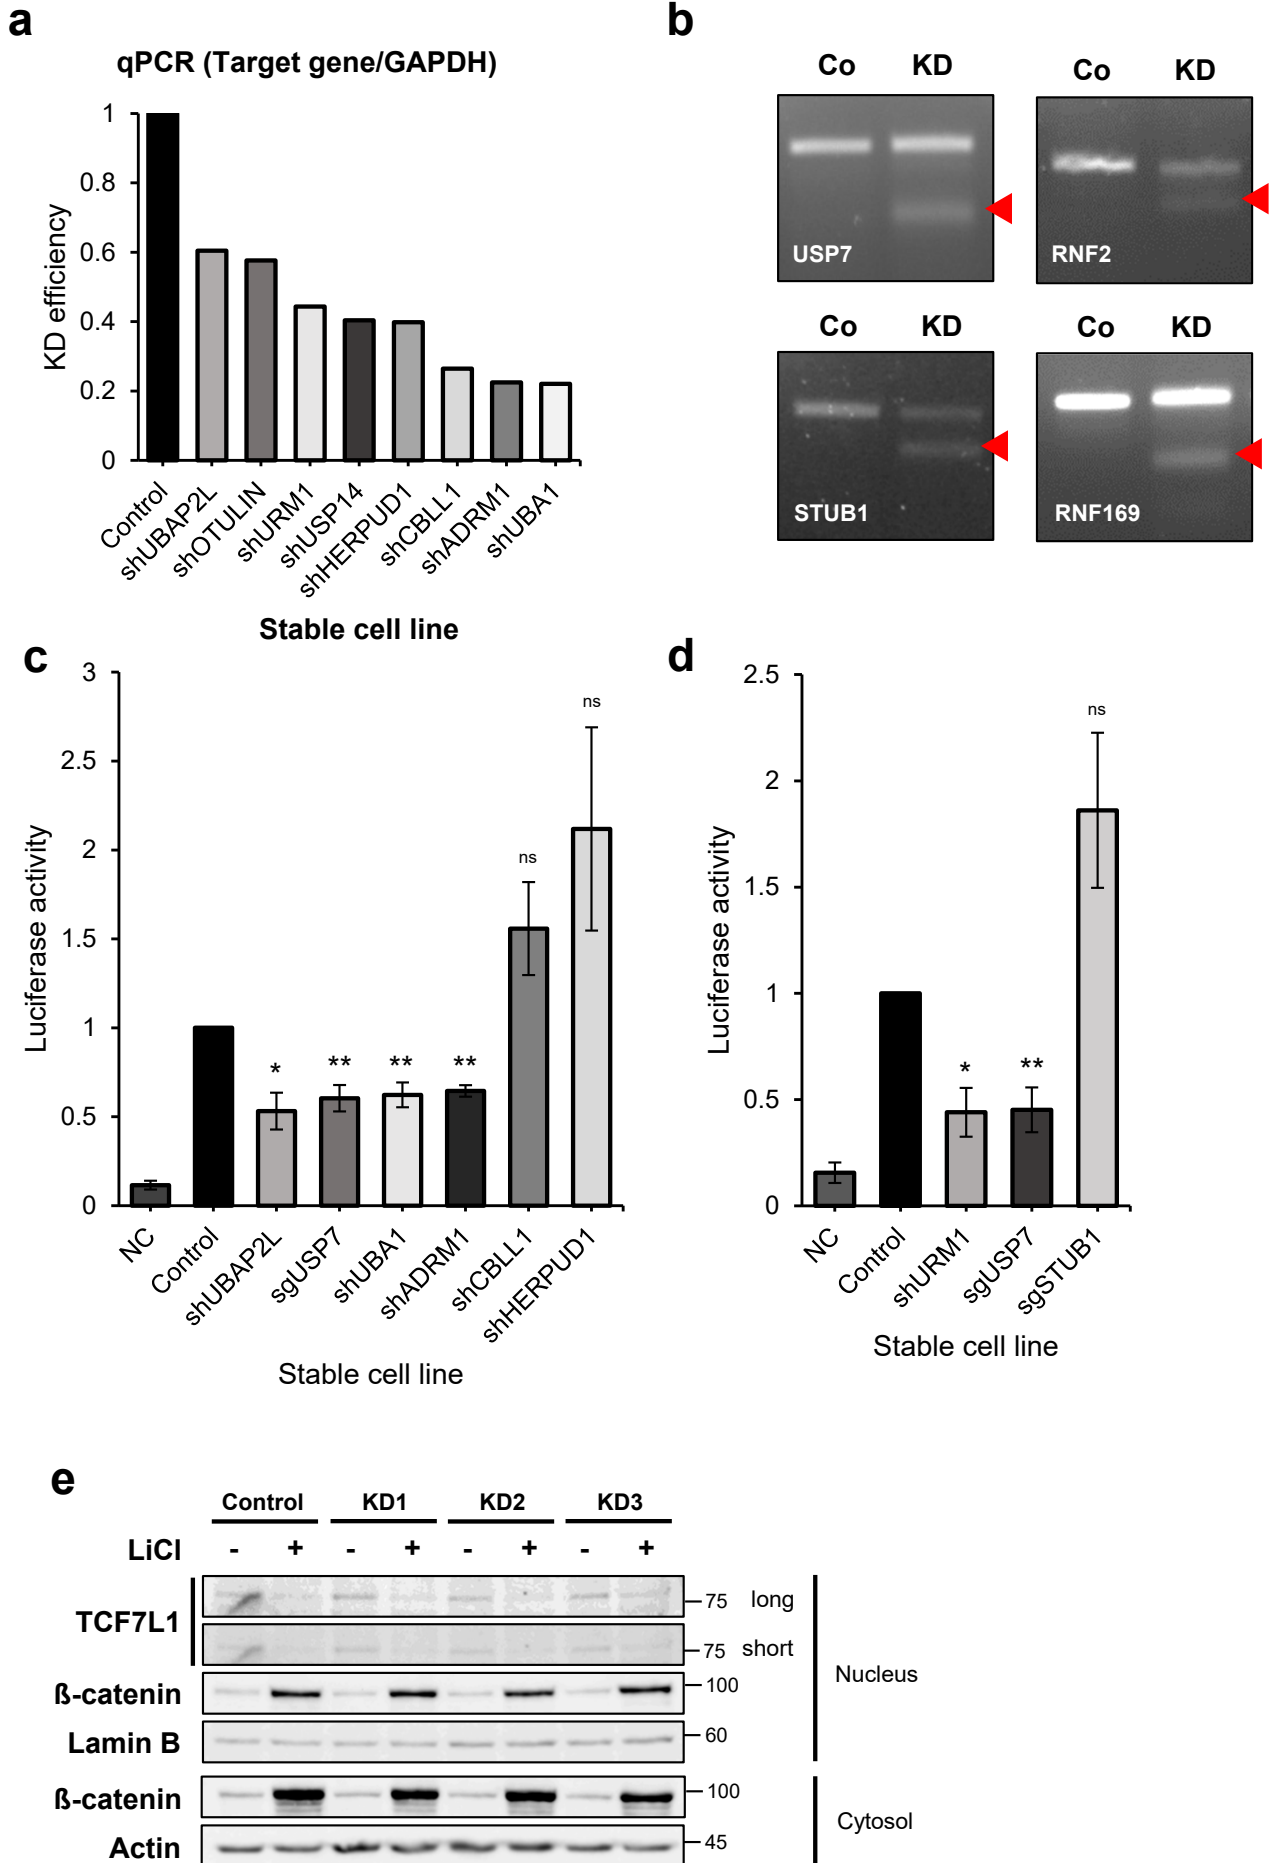 a
qPCR (Target gene/GAPDH)
KD efficiency
1
0.8
0.6
0.4
0.2
0
Control
shUBAP2L
shOTULIN
shURM1
shUSP14
shHERPUD1
shCBLL1
shADRM1
shUBA1
Stable cell line
b
Co KD
USP7
Co KD
RNF2
Co KD
STUB1
Co KD
RNF169
c
Luciferase activity
3
2.5
2
1.5
1
0.5
0
* ** ** ** ns ns
NC
Control
shUBAP2L
sgUSP7
shUBA1
shADRM1
shCBLL1
shHERPUD1
Stable cell line
d
Luciferase activity
2.5
2
1.5
1
0.5
0
* ** ns
NC
Control
shURM1
sgUSP7
sgSTUB1
Stable cell line
e
Control KD1 KD2 KD3
LiCl - + - + - + - +
TCF7L1
75 long
75 short
ß-catenin 100
Lamin B 60
Nucleus
ß-catenin 100
Actin 45
Cytosol